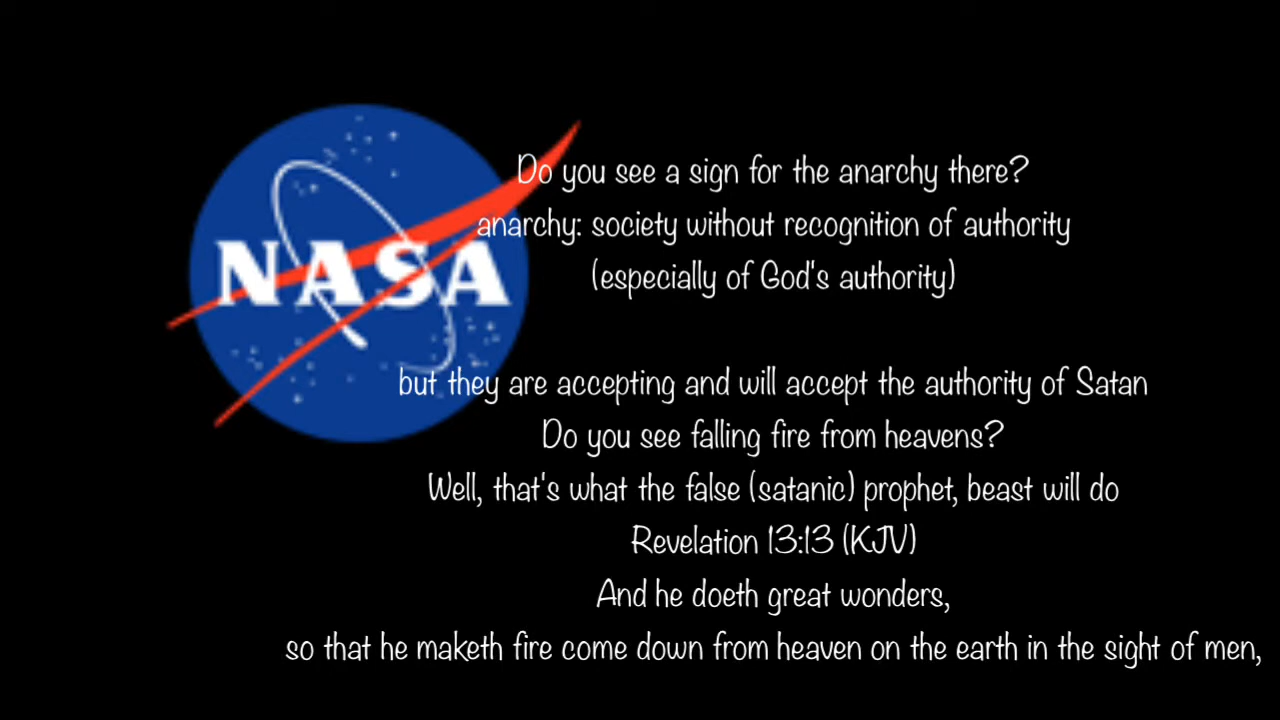 NASA
Do you see a sign for the anarchy there?
anarchy: society without recognition of authority
(especially of God's authority)
but they are accepting and will accept the authority of Satan
Do you see falling fire from heavens?
Well, that's what the false (satanic) prophet, beast will do
Revelation 13:13 (KJV)
And he doeth great wonders,
so that he maketh fire come down from heaven on the earth in the sight of men,